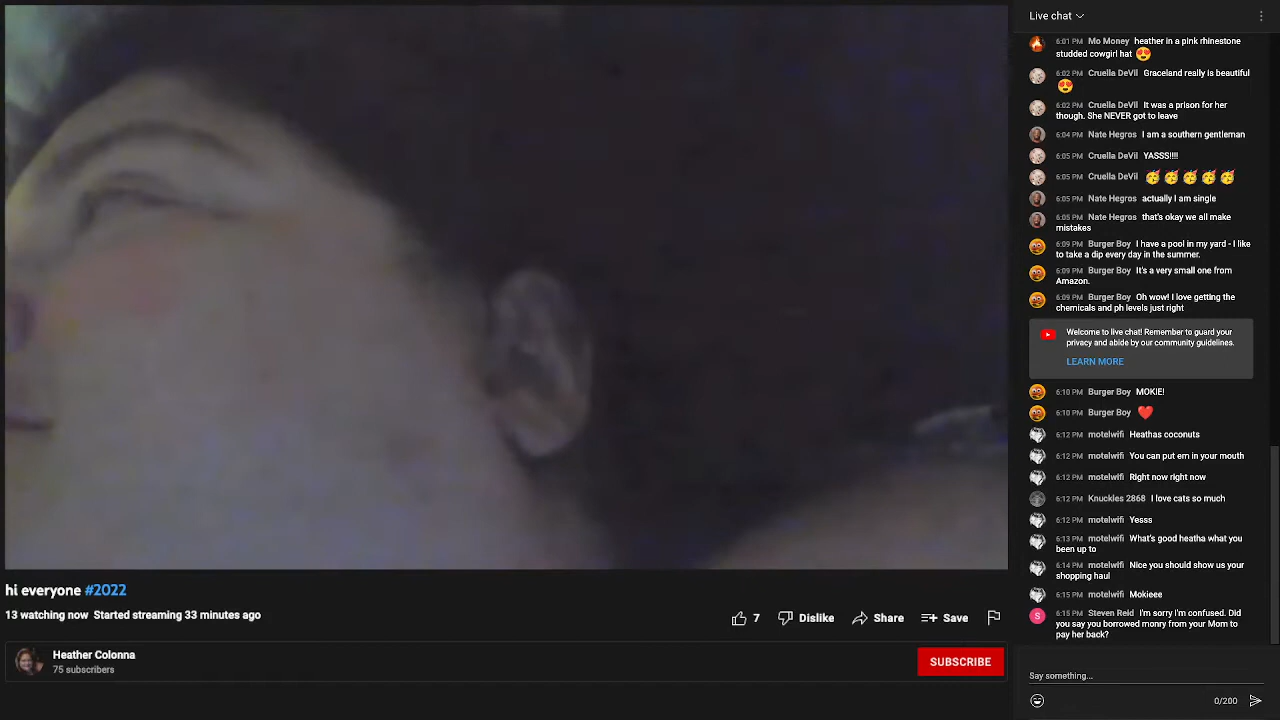 Live chat
6:01 PM Mo Money heather in a pink rhinestone
studded cowgirl hat
6:02 PM Cruella DeVil Graceland really is beautiful
6:02 PM Cruella DeVil It was a prison for her
though. She NEVER got to leave
6:04 PM Nate Hegros I am a southern gentleman
6:05 PM Cruella DeVil YASSS!!!!
6:05 PM Cruella DeVil
6:05 PM Nate Hegros actually I am single
6:05 PM Nate Hegros that's okay we all make
mistakes
6:09 PM Burger Boy I have a pool in my yard - I like
to take a dip every day in the summer.
6:09 PM Burger Boy It's a very small one from
Amazon.
6:09 PM Burger Boy Oh wow! I love getting the
chemicals and ph levels just right
Welcome to live chat! Remember to guard your
privacy and abide by our community guidelines.
LEARN MORE
6:10 PM Burger Boy MOKIE!
6:10 PM Burger Boy
6:12 PM motelwifi Heathas coconuts
6:12 PM motelwifi You can put em in your mouth
6:12 PM motelwifi Right now right now
6:12 PM Knuckles 2868 I love cats so much
6:12 PM motelwifi Yesss
6:13 PM motelwifi What's good heatha what you
been up to
6:14 PM motelwifi Nice you should show us your
shopping haul
6:15 PM motelwifi Mokieee
S 6:15 PM Steven Reid I'm sorry I'm confused. Did
you say you borrowed monry from your Mom to
pay her back?
Say something...
0/200
hi everyone #2022
13 watching now Started streaming 33 minutes ago
7 Dislike Share Save
Heather Colonna
75 subscribers
SUBSCRIBE